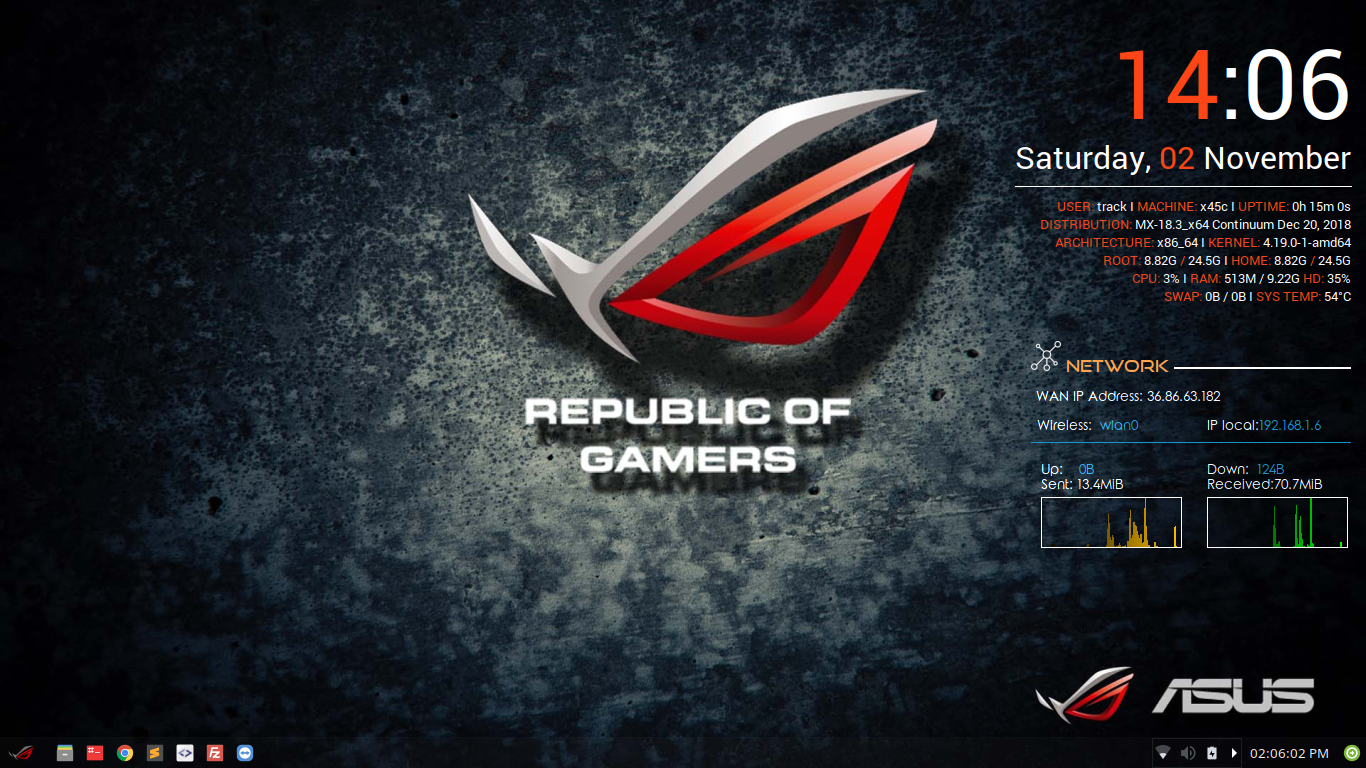 14:06
Saturday, 02 November
USER: track I MACHINE: x45c I UPTIME: 0h 15m 0s
DISTRIBUTION: MX-18.3_x64 Continuum Dec 20, 2018
ARCHITECTURE: x86_64 I KERNEL: 4.19.0-1-amd64
ROOT: 8.82G / 24.5G I HOME: 8.82G / 24.5G
CPU: 3% I RAM: 513M / 9.22G HD: 35%
SWAP: 0B / 0B I SYS TEMP: 54°C
NETWORK
WAN IP Address: 36.86.63.182
Wireless: wlan0 IP local:192.168.1.6
Up: 0B Down: 124B
Sent: 13.4MiB Received:70.7MiB
REPUBLIC OF
GAMERS
ASUS
02:06:02 PM